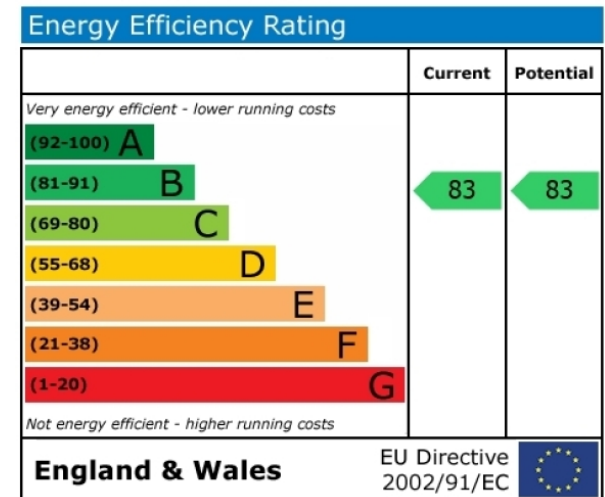 Energy Efficiency Rating
Current Potential
Very energy efficient - lower running costs
(92-100) A
(81-91) B 83 83
(69-80) C
(55-68) D
(39-54) E
(21-38) F
(1-20) G
Not energy efficient - higher running costs
England & Wales
EU Directive
2002/91/EC